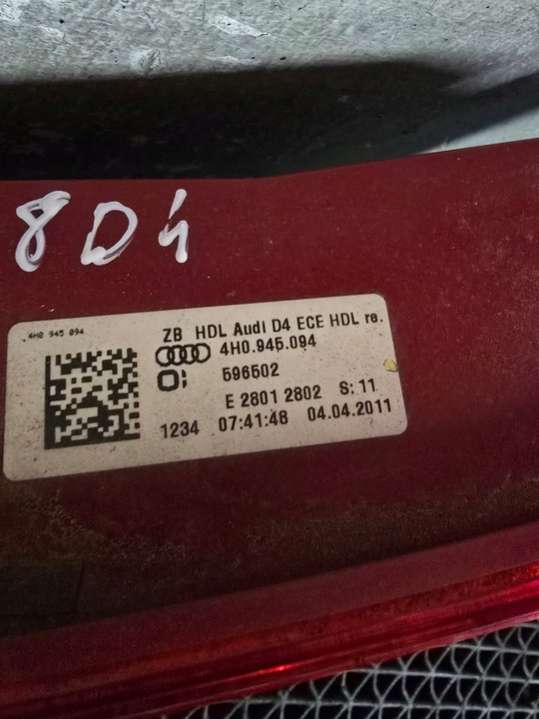 8D4
4H0 945 094
ZB HDL Audi D4 ECE HDL re.
4H0.945.094
596502
E 2801 2802 S: 11
1234 07:41:48 04.04.2011